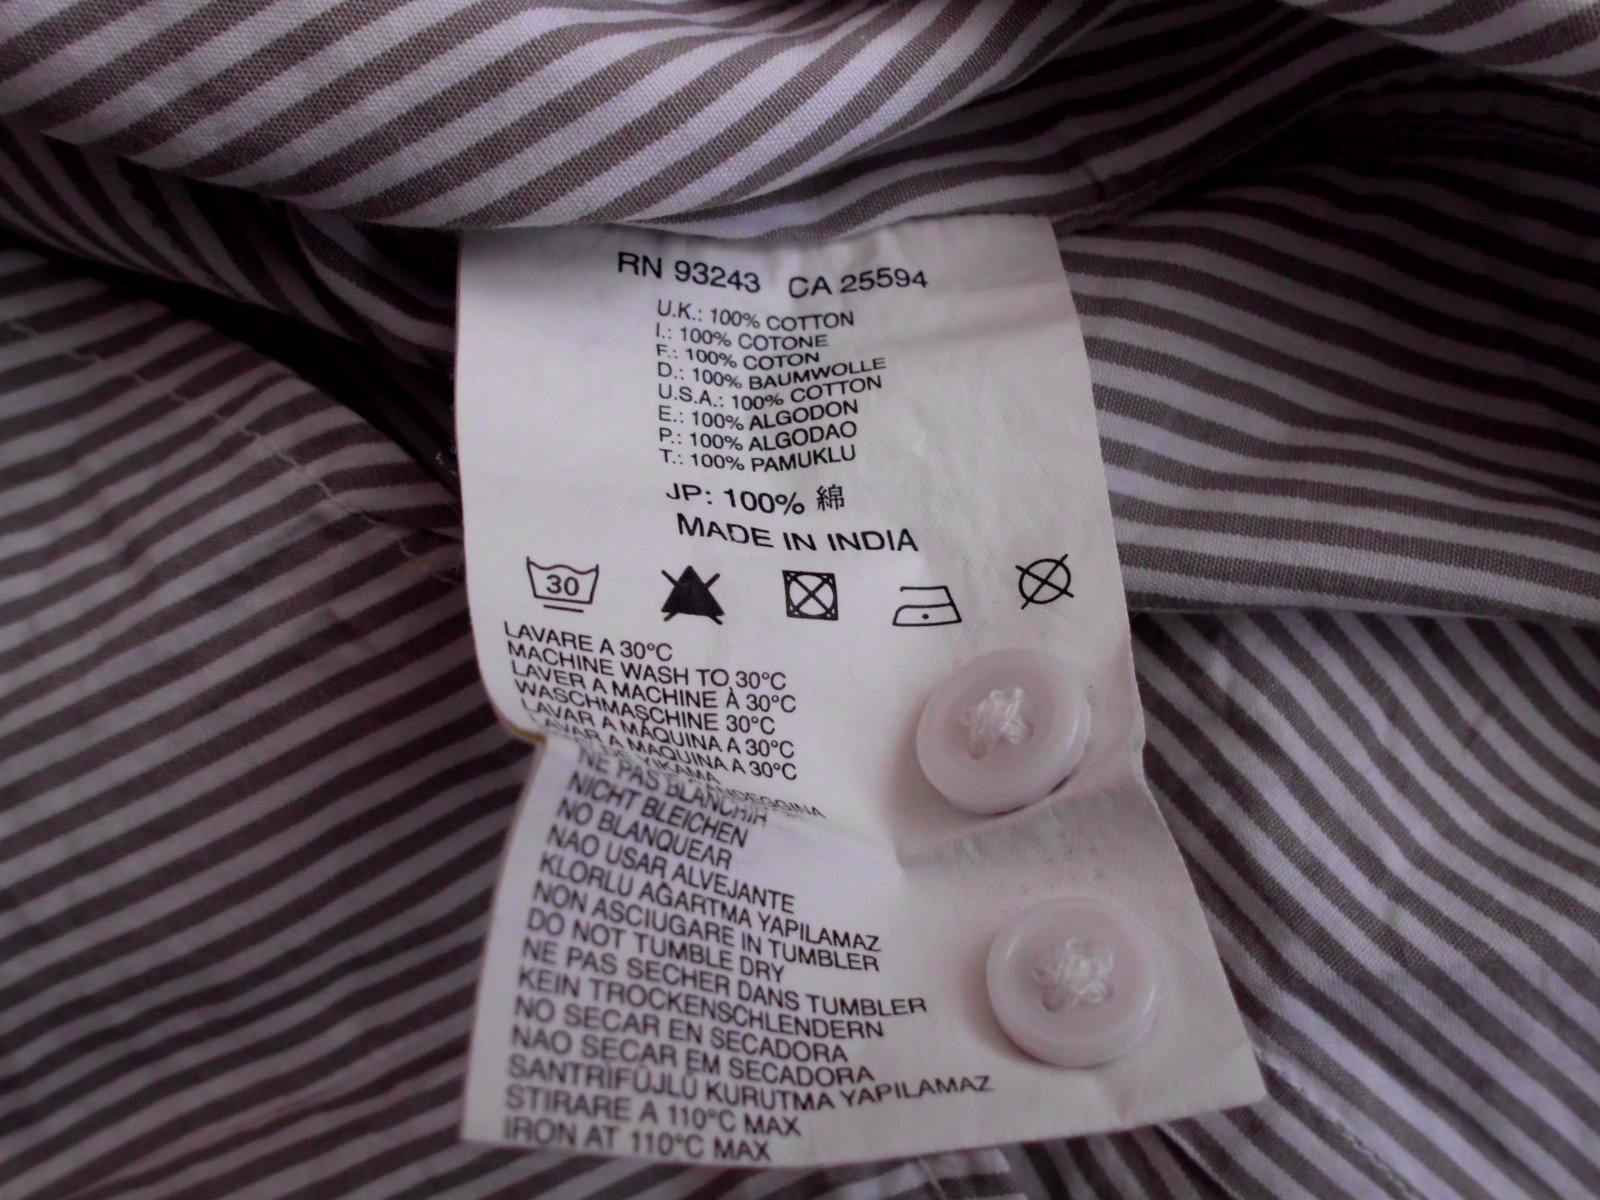 RN 93243 CA 25594
U.K.: 100% COTTON
I.: 100% COTONE
F.: 100% COTON
D.: 100% BAUMWOLLE
U.S.A.: 100% COTTON
E.: 100% ALGODON
P.: 100% ALGODAO
T.: 100% PAMUKLU
JP: 100% 綿
MADE IN INDIA
30
LAVARE A 30°C
MACHINE WASH TO 30°C
LAVER A MACHINE À 30°C
WASCHMASCHINE 30°C
LAVAR A MAQUINA A 30°C
LAVAR A MAQUINA A 30°C
YIKAMA
NE PAS BLANCHIR
NICHT BLEICHEN
NO BLANQUEAR
NAO USAR ALVEJANTE
KLORLU AĞARTMA YAPILAMAZ
NON ASCIUGARE IN TUMBLER
DO NOT TUMBLE DRY
NE PAS SECHER DANS TUMBLER
KEIN TROCKENSCHLENDERN
NO SECAR EN SECADORA
NAO SECAR EM SECADORA
SANTRİFÜJLÜ KURUTMA YAPILAMAZ
STIRARE A 110°C MAX
IRON AT 110°C MAX